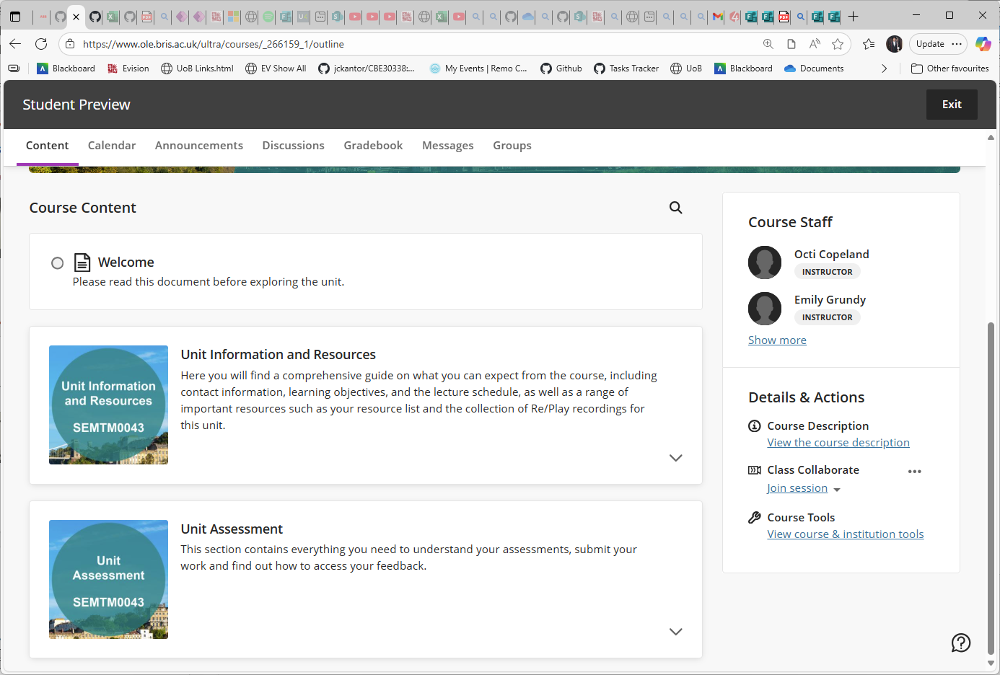 https://www.ole.bris.ac.uk/ultra/courses/_266159_1/outline
Update
Blackboard
Evision
UoB Links.html
EV Show All
jckantor/CBE30338:...
My Events | Remo C...
Github
Tasks Tracker
UoB
Blackboard
Documents
Other favourites
Student Preview
Exit
Content
Calendar
Announcements
Discussions
Gradebook
Messages
Groups
Course Content
Welcome
Please read this document before exploring the unit.
Unit Information
and Resources
SEMTM0043
Unit Information and Resources
Here you will find a comprehensive guide on what you can expect from the course, including
contact information, learning objectives, and the lecture schedule, as well as a range of
important resources such as your resource list and the collection of Re/Play recordings for
this unit.
Unit
Assessment
SEMTM0043
Unit Assessment
This section contains everything you need to understand your assessments, submit your
work and find out how to access your feedback.
Course Staff
Octi Copeland
INSTRUCTOR
Emily Grundy
INSTRUCTOR
Show more
Details & Actions
Course Description
View the course description
Class Collaborate
Join session
Course Tools
View course & institution tools